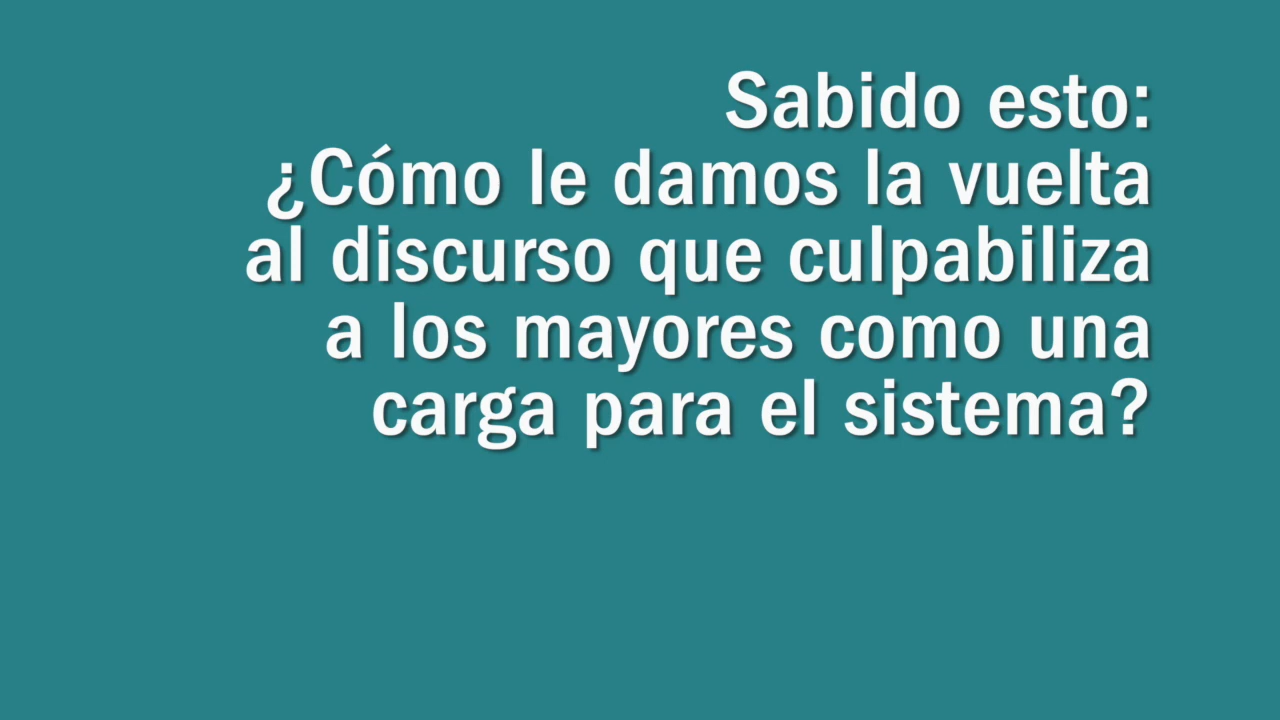 Sabido esto:
¿Cómo le damos la vuelta
al discurso que culpabiliza
a los mayores como una
carga para el sistema?